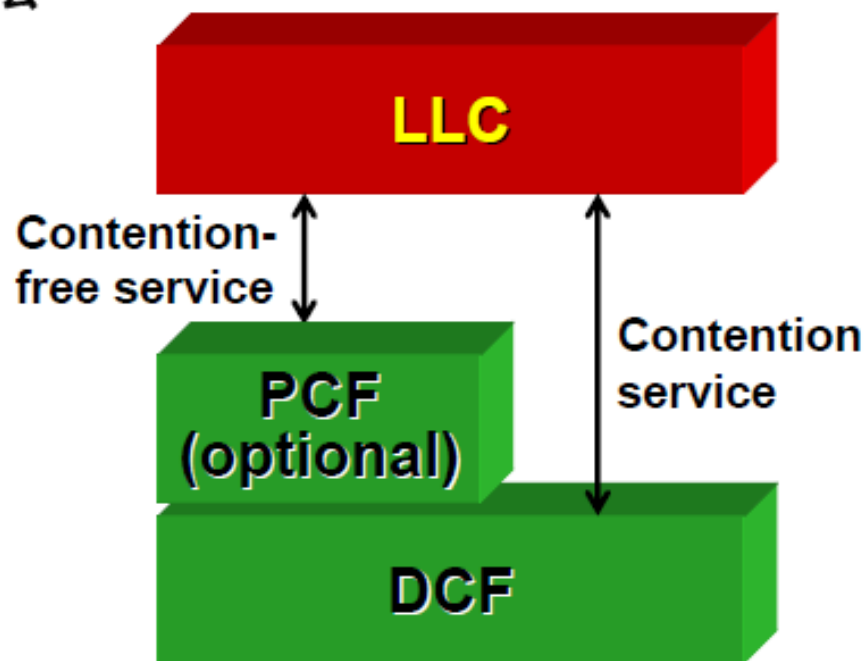 LLC
Contention-
free service
Contention
service
PCF
(optional)
DCF